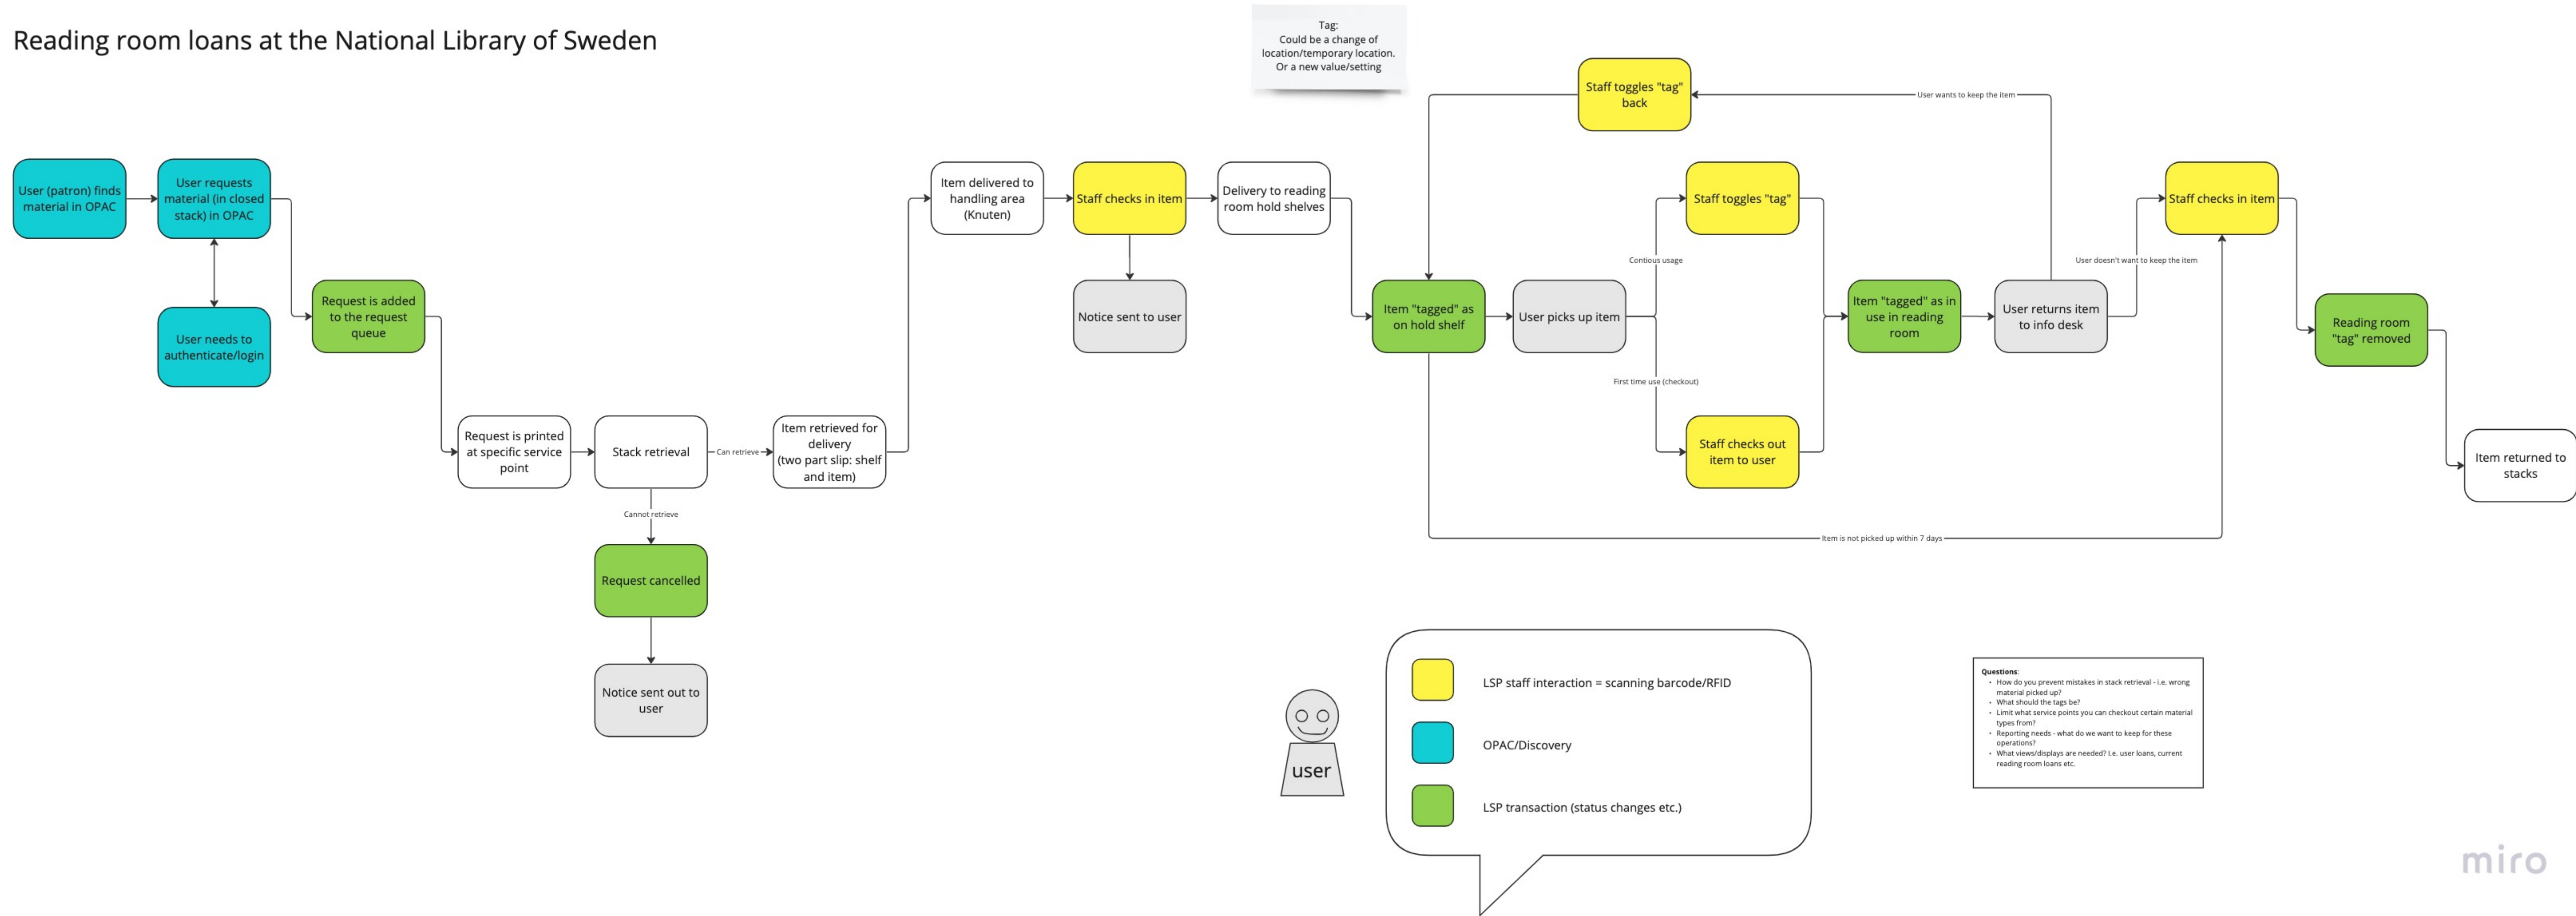 Reading room loans at the National Library of Sweden
Tag:
Could be a change of
location/temporary location.
Or a new value/setting
Staff toggles "tag"
back
User wants to keep the item
User (patron) finds
material in OPAC
User requests
material (in closed
stack) in OPAC
User needs to
authenticate/login
Request is added
to the request
queue
Request is printed
at specific service
point
Stack retrieval
Can retrieve
Item retrieved for
delivery
(two part slip: shelf
and item)
Cannot retrieve
Request cancelled
Notice sent out to
user
Item delivered to
handling area
(Knuten)
Staff checks in item
Notice sent to user
Delivery to reading
room hold shelves
Item "tagged" as
on hold shelf
User picks up item
Contious usage
Staff toggles "tag"
First time use (checkout)
Staff checks out
item to user
Item "tagged" as in
use in reading
room
User returns item
to info desk
User doesn't want to keep the item
Staff checks in item
Item is not picked up within 7 days
Reading room
"tag" removed
Item returned to
stacks
user
LSP staff interaction = scanning barcode/RFID
OPAC/Discovery
LSP transaction (status changes etc.)
Questions:
• How do you prevent mistakes in stack retrieval - i.e. wrong
material picked up?
• What should the tags be?
• Limit what service points you can checkout certain material
types from?
• Reporting needs - what do we want to keep for these
operations?
• What views/displays are needed? I.e. user loans, current
reading room loans etc.
miro